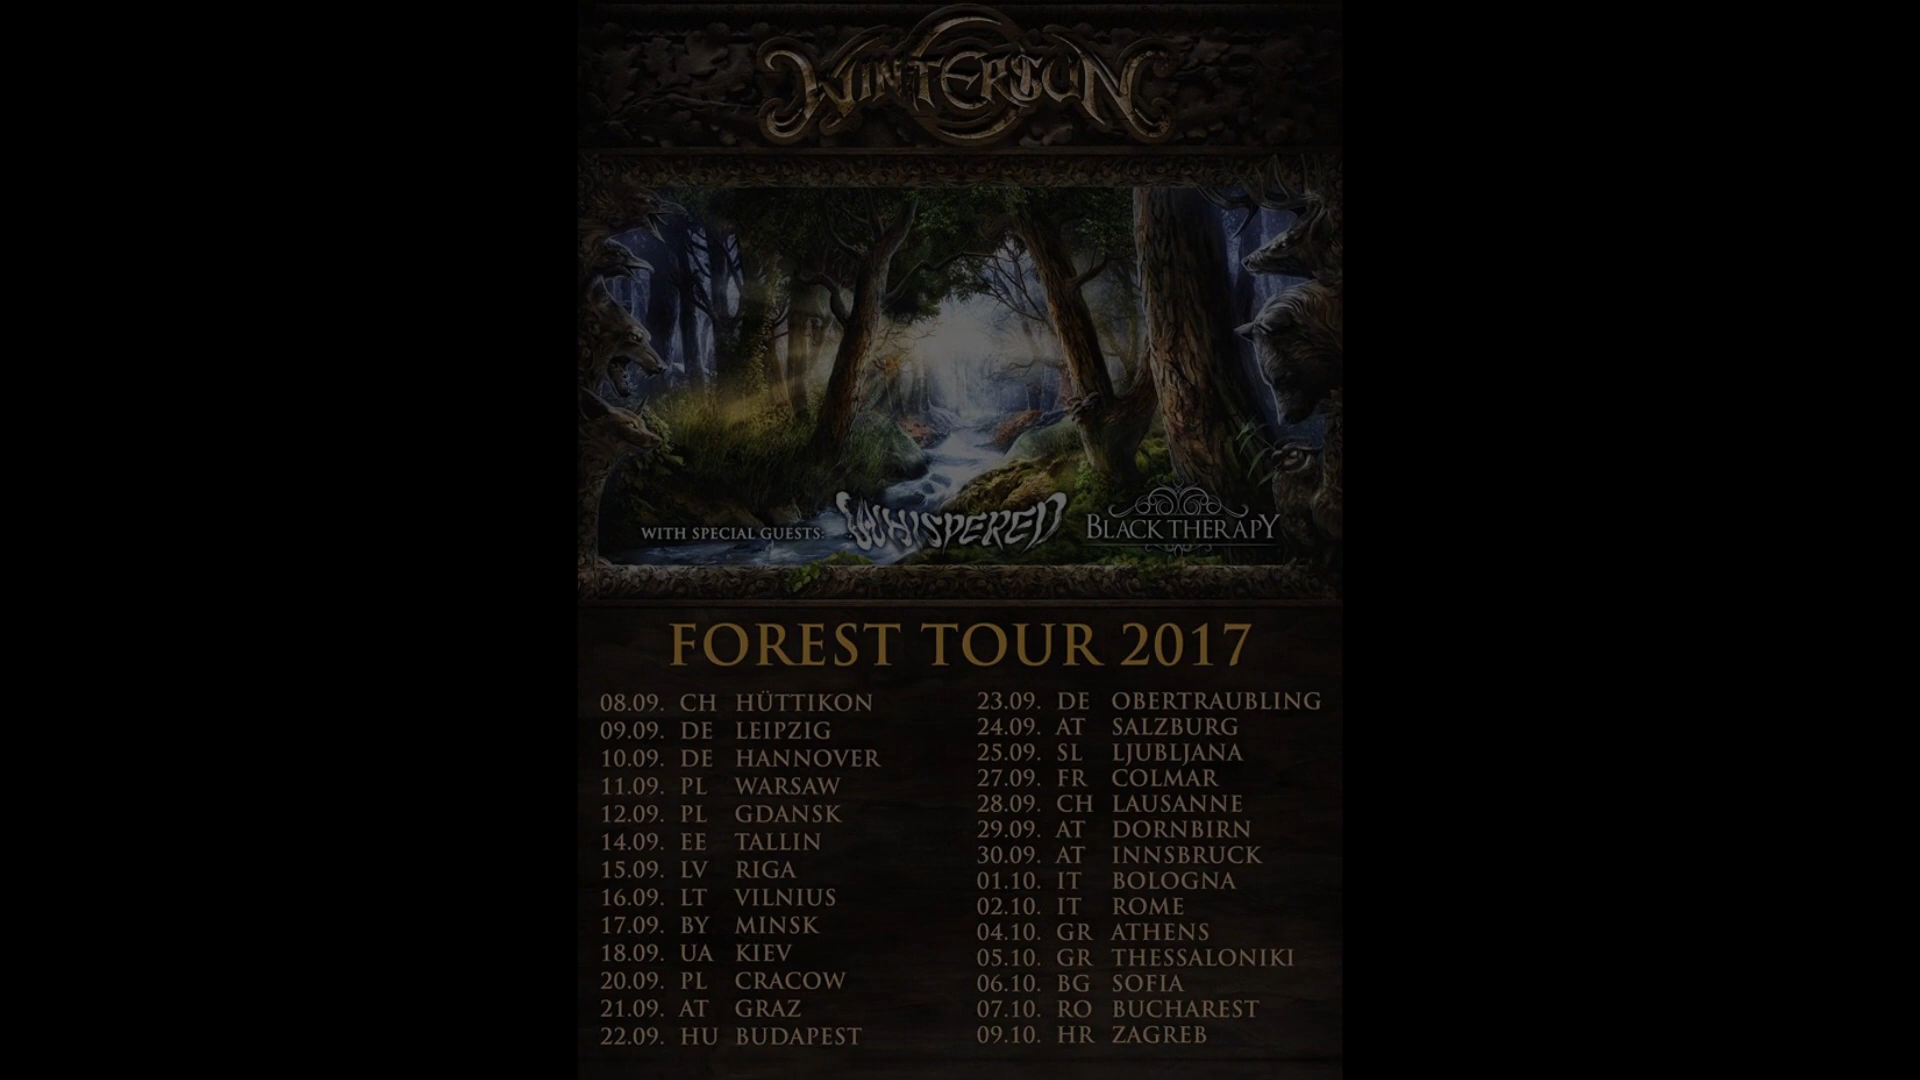 WINTERSUN
WITH SPECIAL GUESTS: WHISPERED BLACK THERAPY
FOREST TOUR 2017
08.09. CH HÜTTIKON
09.09. DE LEIPZIG
10.09. DE HANNOVER
11.09. PL WARSAW
12.09. PL GDANSK
14.09. EE TALLIN
15.09. LV RIGA
16.09. LT VILNIUS
17.09. BY MINSK
18.09. UA KIEV
20.09. PL CRACOW
21.09. AT GRAZ
22.09. HU BUDAPEST
23.09. DE OBERTRAUBLING
24.09. AT SALZBURG
25.09. SL LJUBLJANA
27.09. FR COLMAR
28.09. CH LAUSANNE
29.09. AT DORNBIRN
30.09. AT INNSBRUCK
01.10. IT BOLOGNA
02.10. IT ROME
04.10. GR ATHENS
05.10. GR THESSALONIKI
06.10. BG SOFIA
07.10. RO BUCHAREST
09.10. HR ZAGREB